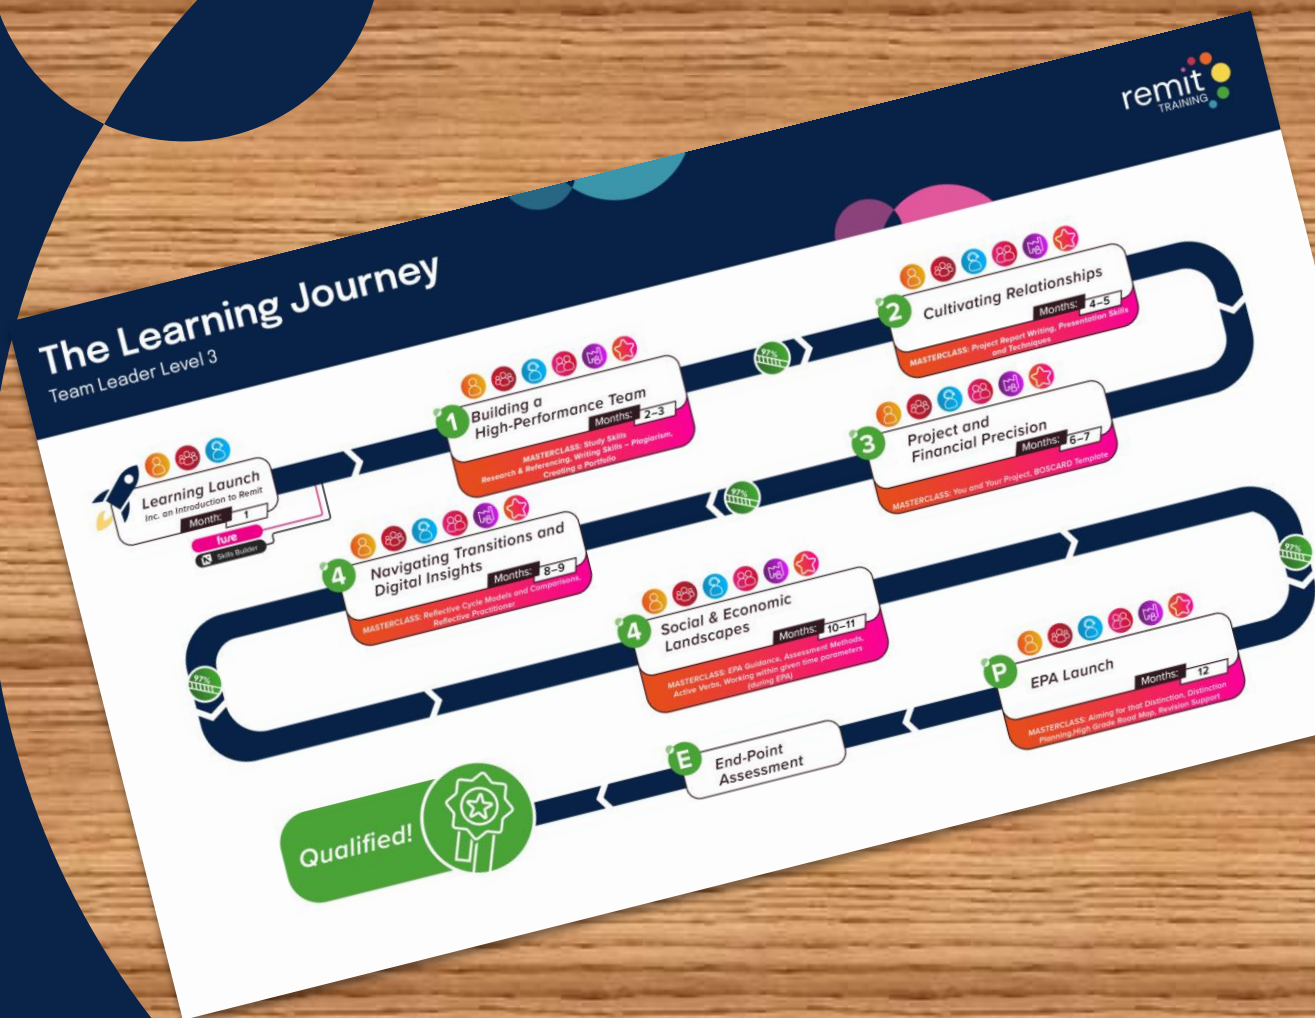 remit
TRAINING
The Learning Journey
Team Leader Level 3
Learning Launch
Inc. an Introduction to Remit
Month: 1
fuse
Skills Builder
1
Building a
High-Performance Team
Months: 2–3
MASTERCLASS: Study Skills
Research & Referencing, Writing Skills – Plagiarism,
Creating a Portfolio
97%
2
Cultivating Relationships
Months: 4–5
MASTERCLASS: Project Report Writing, Presentation Skills
and Techniques
3
Project and
Financial Precision
Months: 6–7
MASTERCLASS: You and Your Project, BOSCARD Template
97%
4
Navigating Transitions and
Digital Insights
Months: 8–9
MASTERCLASS: Reflective Cycle Models and Comparisons,
Reflective Practitioner
97%
4
Social & Economic
Landscapes
Months: 10–11
MASTERCLASS: EPA Guidance, Assessment Methods,
Active Verbs, Working within given time parameters
(during EPA)
97%
P
EPA Launch
Months: 12
MASTERCLASS: Aiming for that Distinction, Distinction
Planning,High Grade Road Map, Revision Support
E
End-Point
Assessment
Qualified!